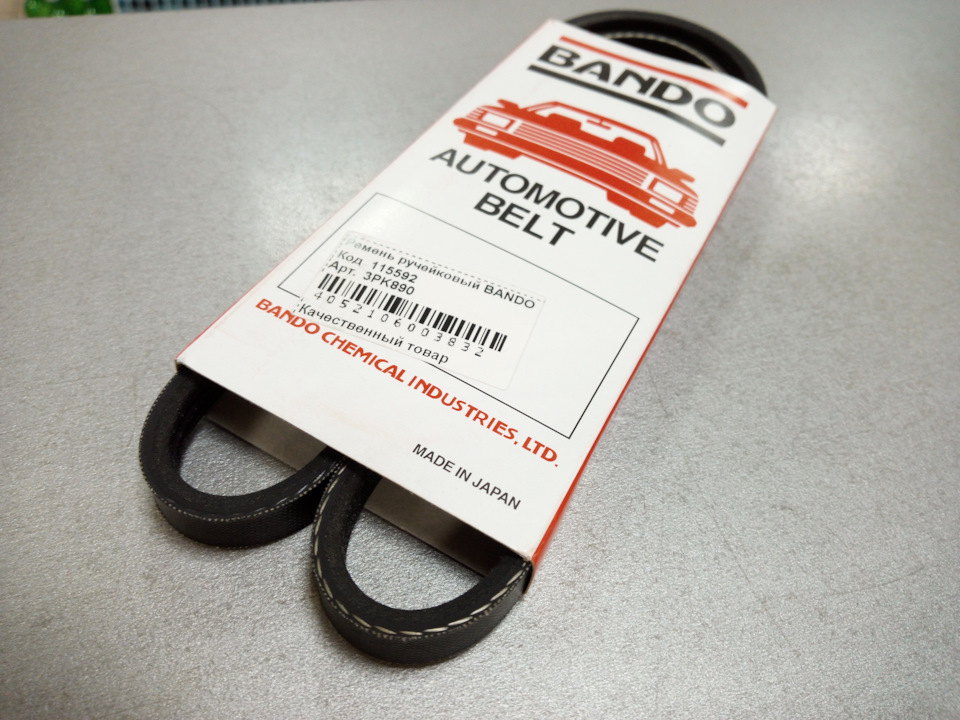 BANDO
AUTOMOTIVE
BELT
Ремень ручейковый BANDO
Код 115592
Арт. 3PK890
4052106003832
Качественный товар
BANDO CHEMICAL INDUSTRIES, LTD.
MADE IN JAPAN